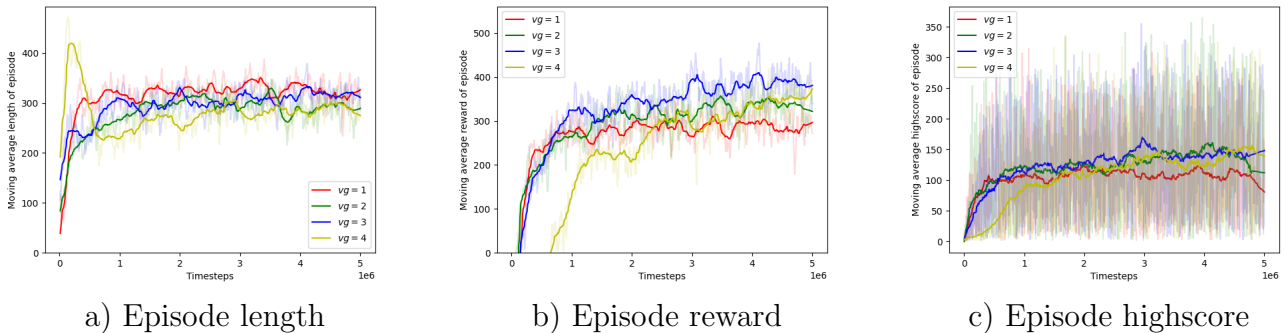 Moving average length of episode
400
300
200
100
0
vg = 1
vg = 2
vg = 3
vg = 4
0 1 2 3 4 5
1e6
Timesteps
a) Episode length
Moving average reward of episode
500
400
300
200
100
0
vg = 1
vg = 2
vg = 3
vg = 4
0 1 2 3 4 5
1e6
Timesteps
b) Episode reward
Moving average highscore of episode
350
300
250
200
150
100
50
0
vg = 1
vg = 2
vg = 3
vg = 4
0 1 2 3 4 5
1e6
Timesteps
c) Episode highscore